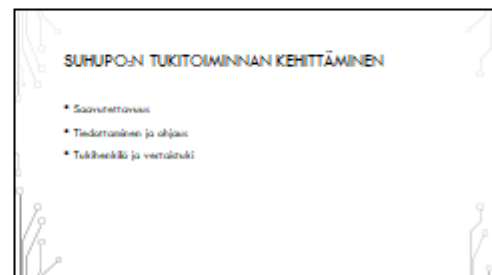 SUHUPO:N TUKITOIMINNAN KEHITTÄMINEN
• Saavutettavuus
• Tiedottaminen ja ohjaus
• Tukihenkilö ja vertaistuki